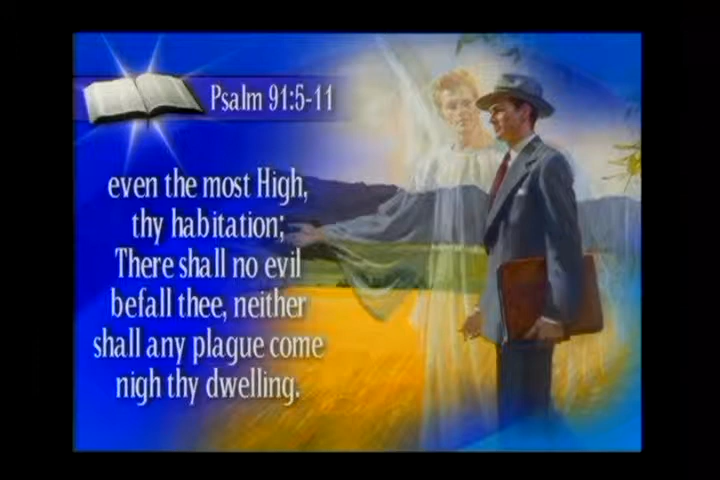 Psalm 91:5-11
even the most High,
thy habitation;
There shall no evil
befall thee, neither
shall any plague come
nigh thy dwelling.